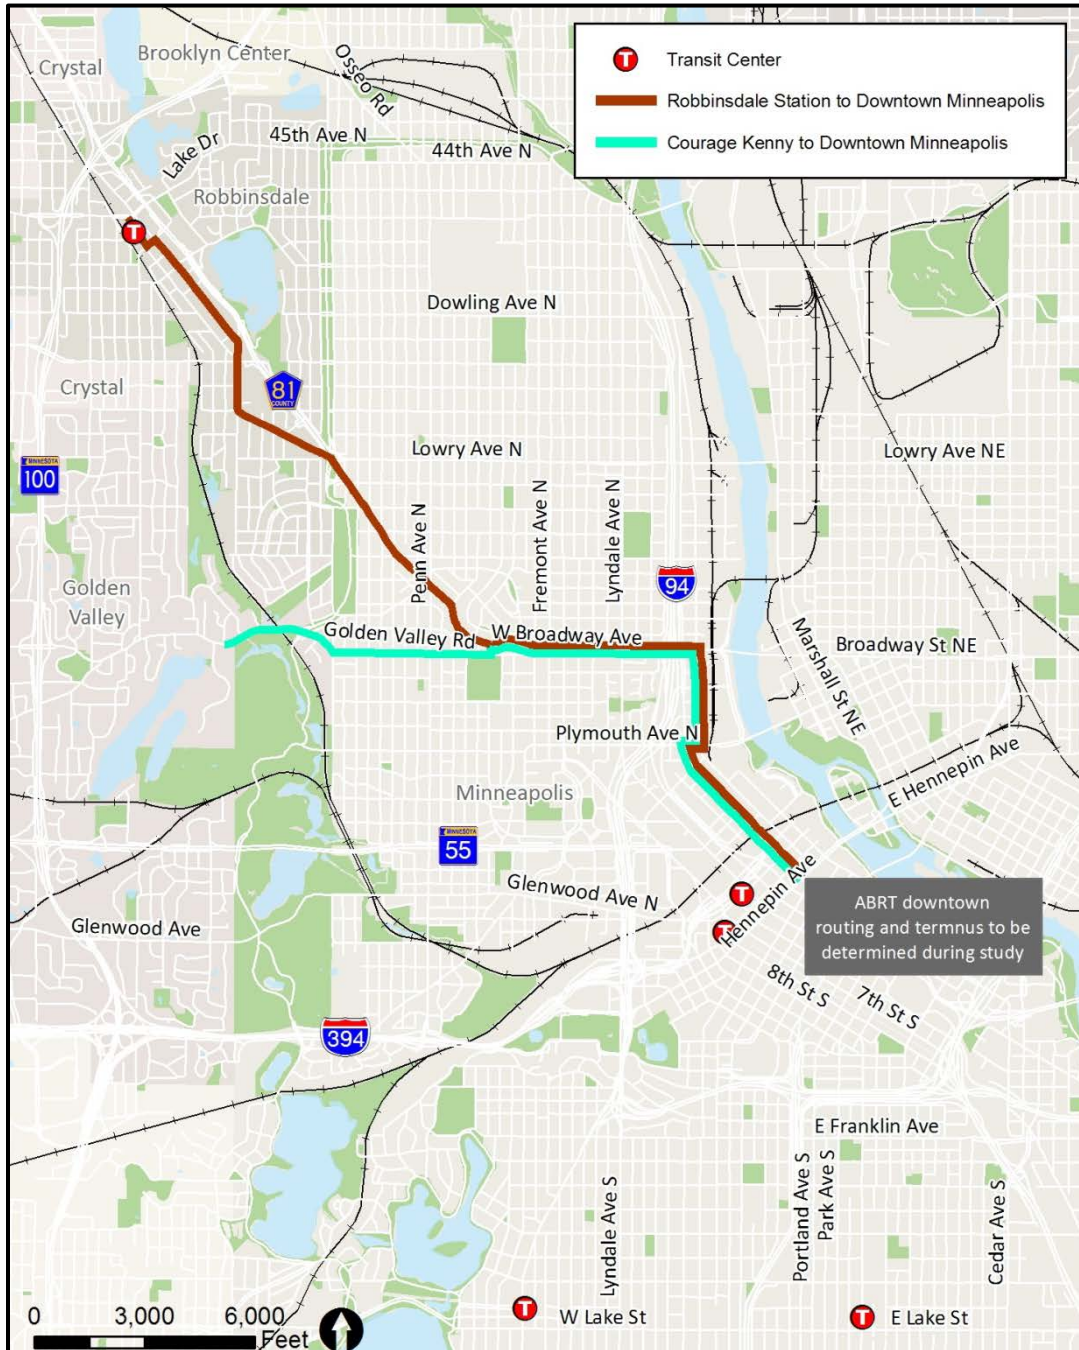 Transit Center
Robbinsdale Station to Downtown Minneapolis
Courage Kenny to Downtown Minneapolis
Brooklyn Center
Crystal
Osseo Rd
45th Ave N
44th Ave N
Lake Dr
Robbinsdale
T
Dowling Ave N
Crystal
81
COUNTY
Lowry Ave N
Lowry Ave NE
MINNESOTA
100
Penn Ave N
Fremont Ave N
Lyndale Ave N
94
Golden
Valley
Golden Valley Rd
W Broadway Ave
Marshall St NE
Broadway St NE
Plymouth Ave N
E Hennepin Ave
Minneapolis
MINNESOTA
55
Glenwood Ave N
Hennepin Ave
T
T
Glenwood Ave
ABRT downtown
routing and termnus to be
determined during study
8th St S
7th St S
394
E Franklin Ave
Lyndale Ave S
Portland Ave S
Park Ave S
Cedar Ave S
T
W Lake St
T
E Lake St
0 3,000 6,000
Feet
T